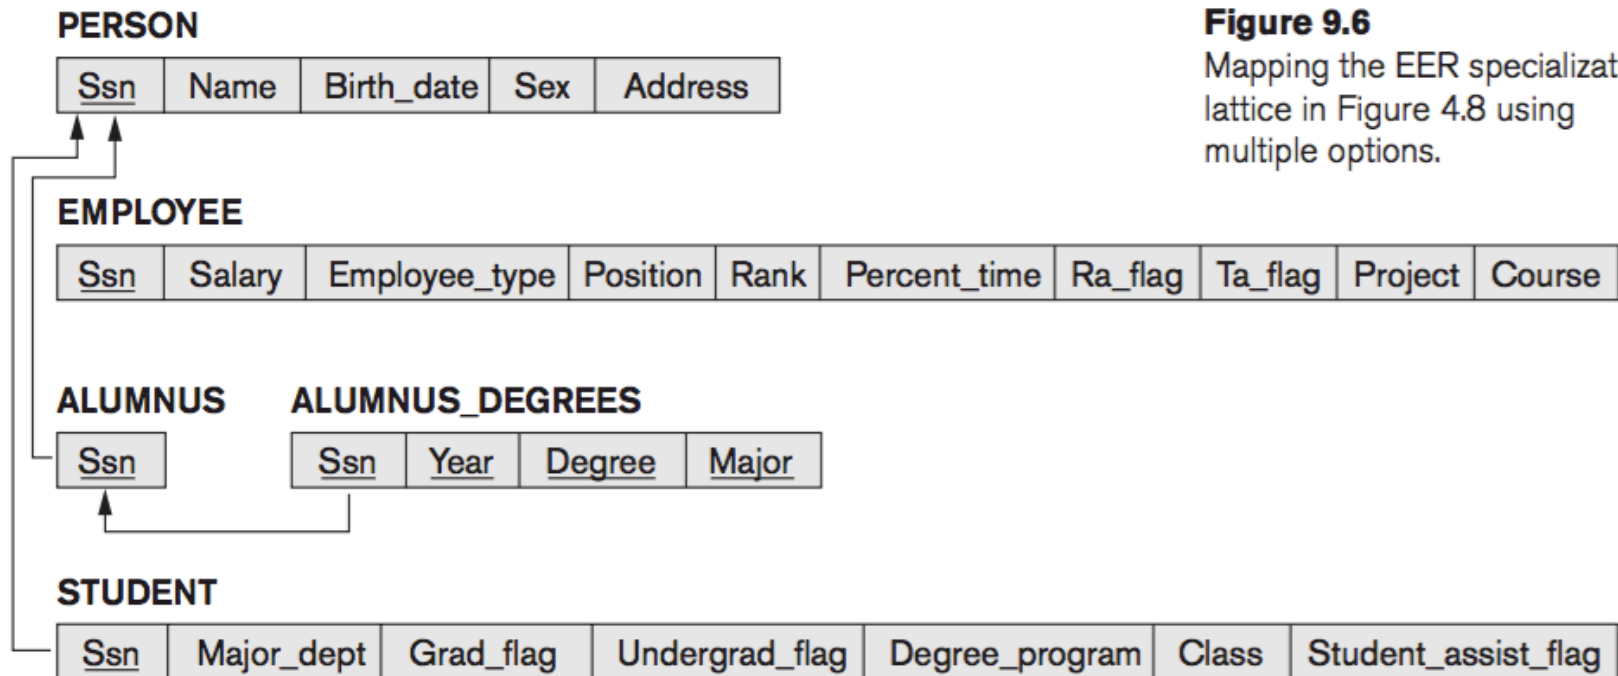 PERSON
Ssn Name Birth_date Sex Address
Figure 9.6
Mapping the EER specializat
lattice in Figure 4.8 using
multiple options.
EMPLOYEE
Ssn Salary Employee_type Position Rank Percent_time Ra_flag Ta_flag Project Course
ALUMNUS ALUMNUS_DEGREES
Ssn Ssn Year Degree Major
STUDENT
Ssn Major_dept Grad_flag Undergrad_flag Degree_program Class Student_assist_flag